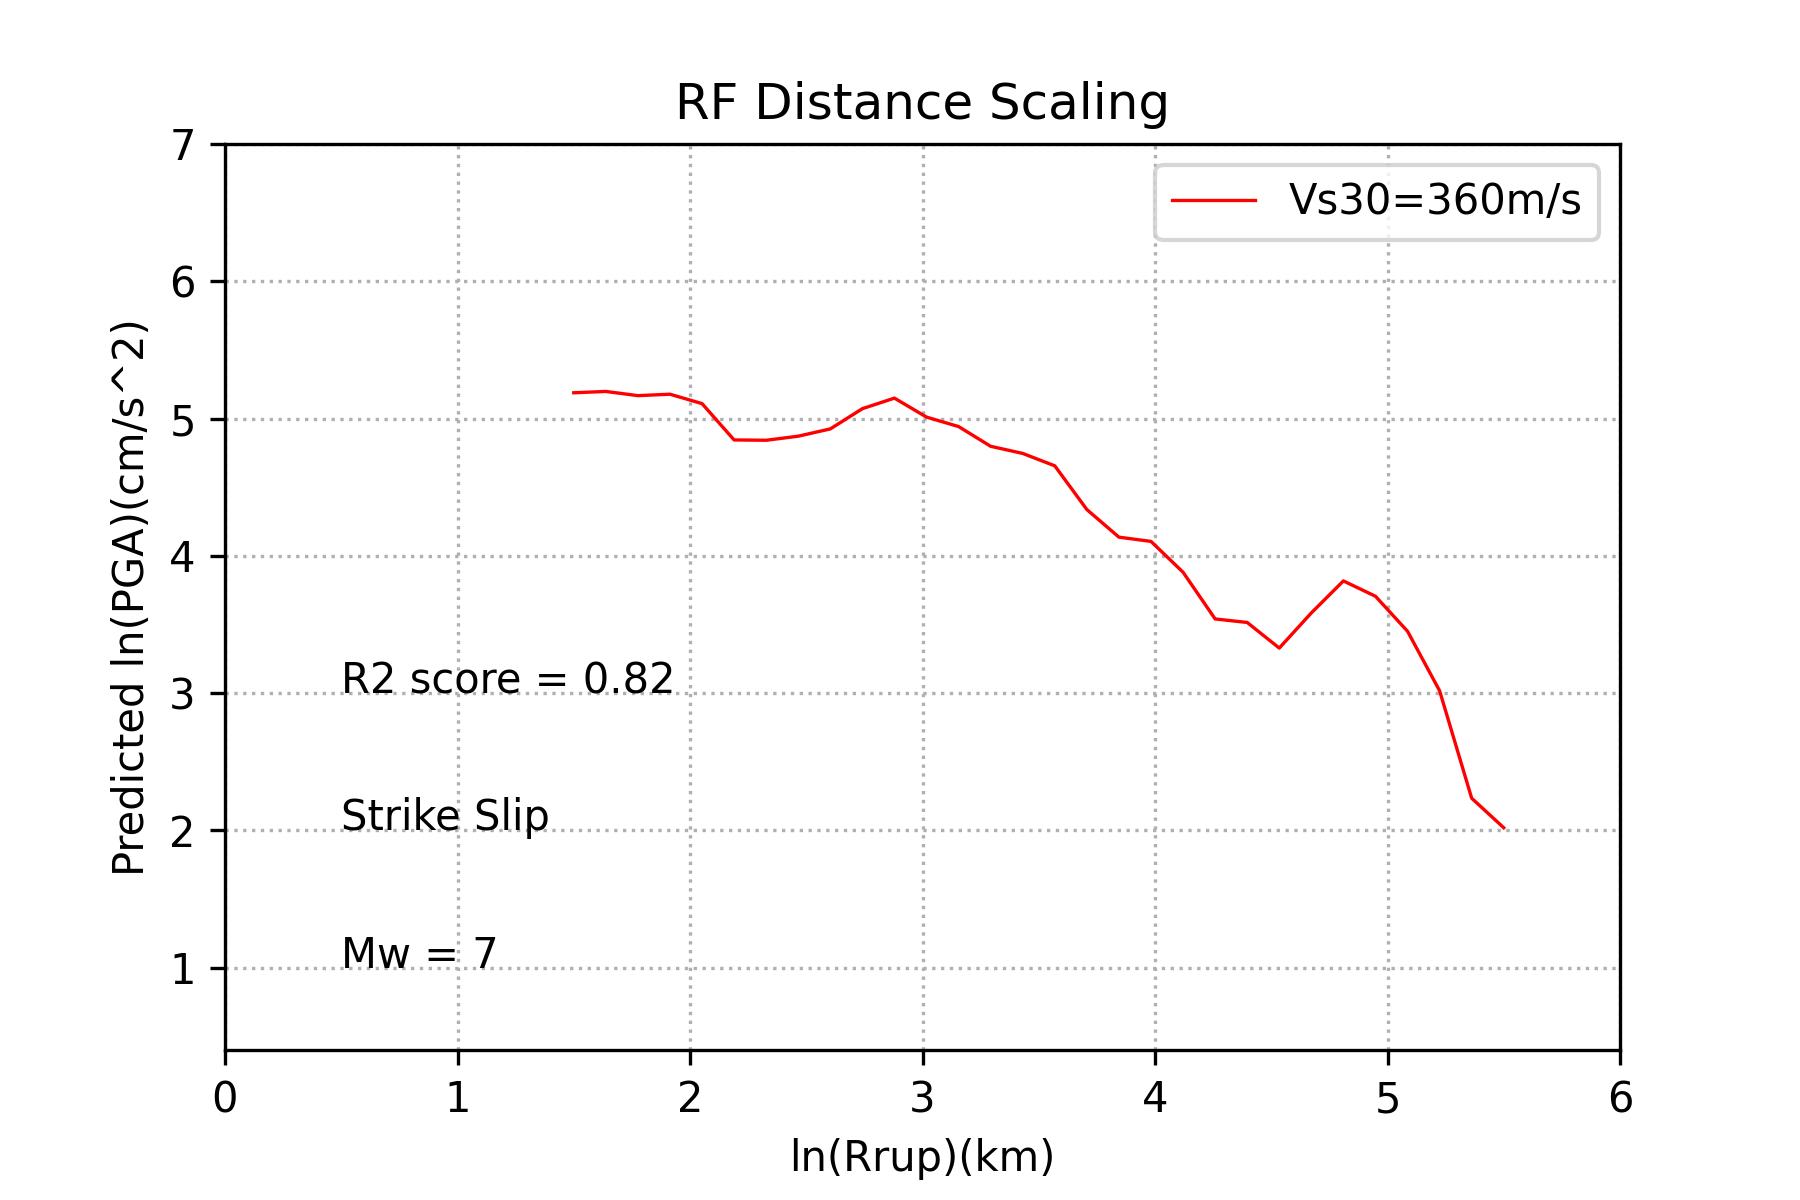 RF Distance Scaling
7
6
5
4
3
2
1
Predicted ln(PGA)(cm/s^2)
Vs30=360m/s
R2 score = 0.82
Strike Slip
Mw = 7
0 1 2 3 4 5 6
ln(Rrup)(km)